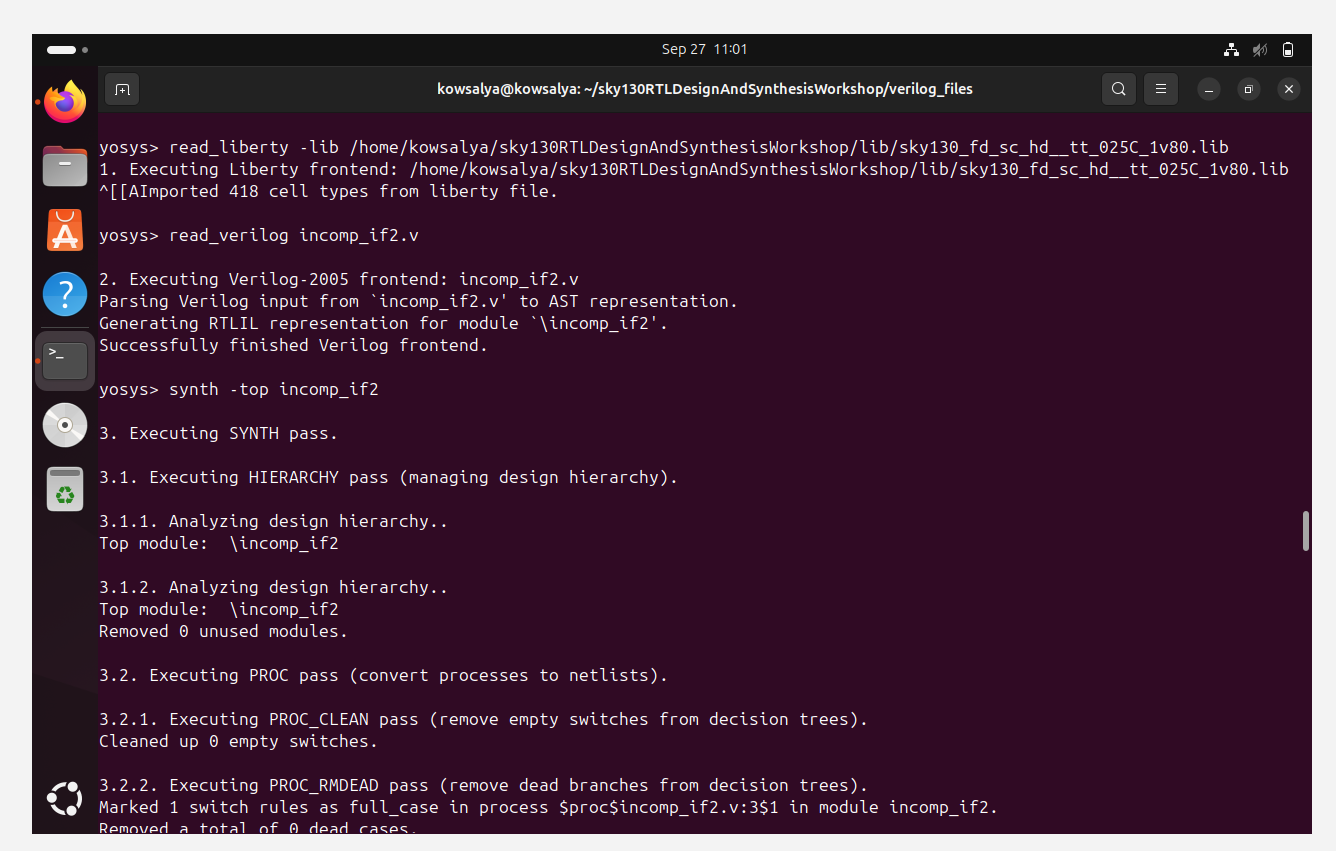 Sep 27 11:01
kowsalya@kowsalya: ~/sky130RTLDesignAndSynthesisWorkshop/verilog_files
yosys> read_liberty -lib /home/kowsalya/sky130RTLDesignAndSynthesisWorkshop/lib/sky130_fd_sc_hd__tt_025C_1v80.lib
1. Executing Liberty frontend: /home/kowsalya/sky130RTLDesignAndSynthesisWorkshop/lib/sky130_fd_sc_hd__tt_025C_1v80.lib
^[[AImported 418 cell types from liberty file.
yosys> read_verilog incomp_if2.v
2. Executing Verilog-2005 frontend: incomp_if2.v
Parsing Verilog input from `incomp_if2.v' to AST representation.
Generating RTLIL representation for module `\incomp_if2'.
Successfully finished Verilog frontend.
yosys> synth -top incomp_if2
3. Executing SYNTH pass.
3.1. Executing HIERARCHY pass (managing design hierarchy).
3.1.1. Analyzing design hierarchy..
Top module:  \incomp_if2
3.1.2. Analyzing design hierarchy..
Top module:  \incomp_if2
Removed 0 unused modules.
3.2. Executing PROC pass (convert processes to netlists).
3.2.1. Executing PROC_CLEAN pass (remove empty switches from decision trees).
Cleaned up 0 empty switches.
3.2.2. Executing PROC_RMDEAD pass (remove dead branches from decision trees).
Marked 1 switch rules as full_case in process $proc$incomp_if2.v:3$1 in module incomp_if2.
Removed a total of 0 dead cases.